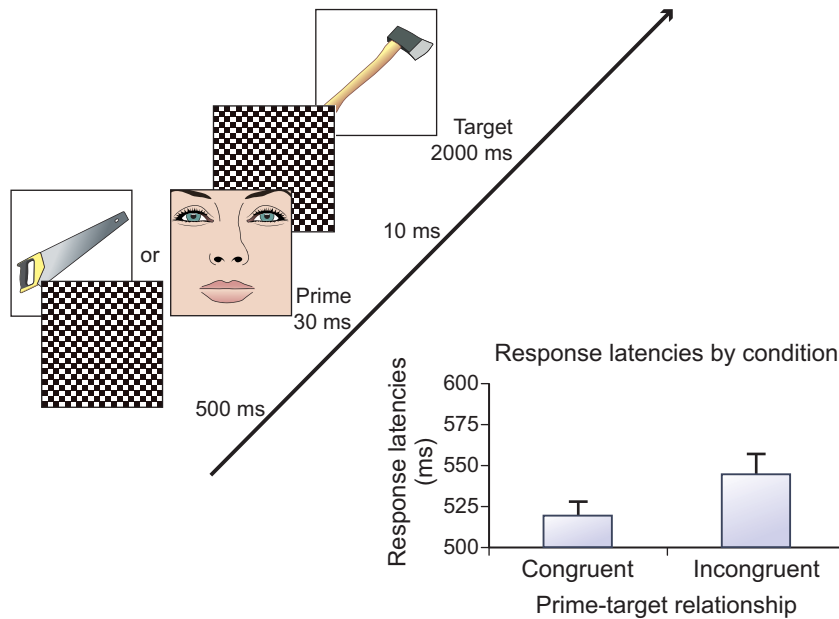 Target
2000 ms
10 ms
or
Prime
30 ms
500 ms
Response latencies by condition
Response latencies
(ms)
600
575
550
525
500
Congruent
Incongruent
Prime-target relationship